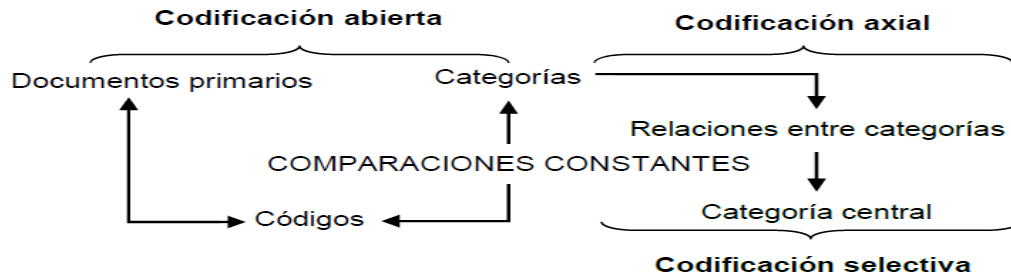 Codificación abierta
Codificación axial
Documentos primarios
Categorías
Relaciones entre categorías
COMPARACIONES CONSTANTES
Códigos
Categoría central
Codificación selectiva